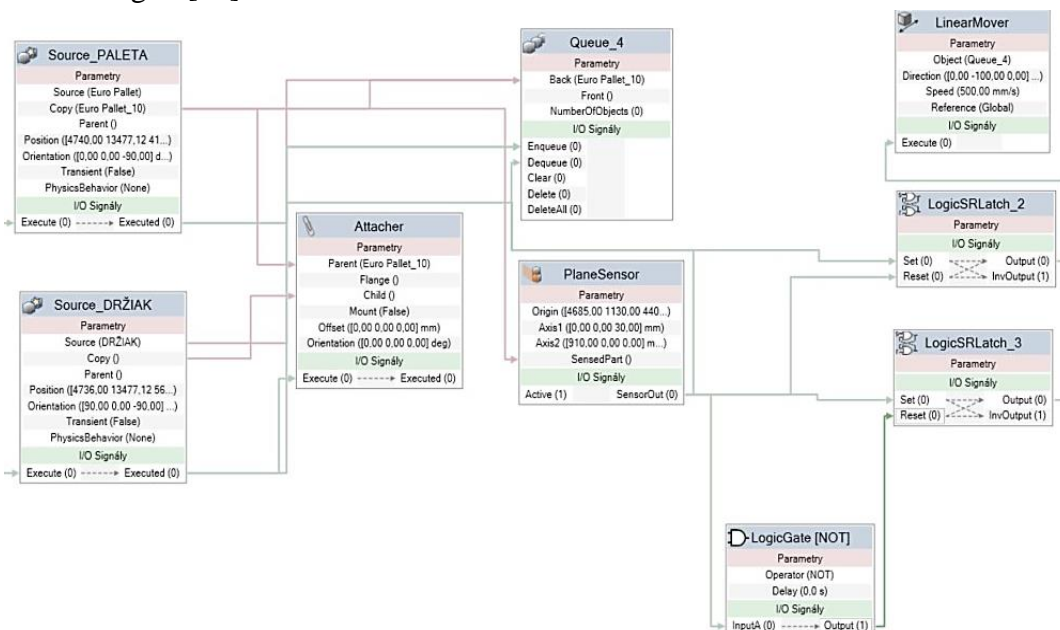 Source_PALETA
Parametry
Source (Euro Pallet)
Copy (Euro Pallet_10)
Parent ()
Position ([4740,00 13477,12 41...)
Orientation ([0,00 0,00 -90,00] d...)
Transient (False)
PhysicsBehavior (None)
I/O Signály
Execute (0) Executed (0)
Source_DRŽIAK
Parametry
Source (DRŽIAK)
Copy ()
Parent ()
Position ([4736,00 13477,12 56...)
Orientation ([90,00 0,00 -90,00] ...)
Transient (False)
PhysicsBehavior (None)
I/O Signály
Execute (0) Executed (0)
Attacher
Parametry
Parent (Euro Pallet_10)
Flange ()
Child ()
Mount (False)
Offset ([0,00 0,00 0,00] mm)
Orientation ([0,00 0,00 0,00] deg)
I/O Signály
Execute (0) Executed (0)
Queue_4
Parametry
Back (Euro Pallet_10)
Front ()
NumberOfObjects (0)
I/O Signály
Enqueue (0)
Dequeue (0)
Clear (0)
Delete (0)
DeleteAll (0)
PlaneSensor
Parametry
Origin ([4685,00 1130,00 440...)
Axis1 ([0,00 0,00 30,00] mm)
Axis2 ([910,00 0,00 0,00] m...)
SensedPart ()
I/O Signály
Active (1) SensorOut (0)
LinearMover
Parametry
Object (Queue_4)
Direction ([0,00 -100,00 0,00] ...)
Speed (500,00 mm/s)
Reference (Global)
I/O Signály
Execute (0)
LogicSRLatch_2
Parametry
I/O Signály
Set (0) Output (0)
Reset (0) InvOutput (1)
LogicSRLatch_3
Parametry
I/O Signály
Set (0) Output (0)
Reset (0) InvOutput (1)
LogicGate [NOT]
Parametry
Operator (NOT)
Delay (0,0 s)
I/O Signály
InputA (0) Output (1)